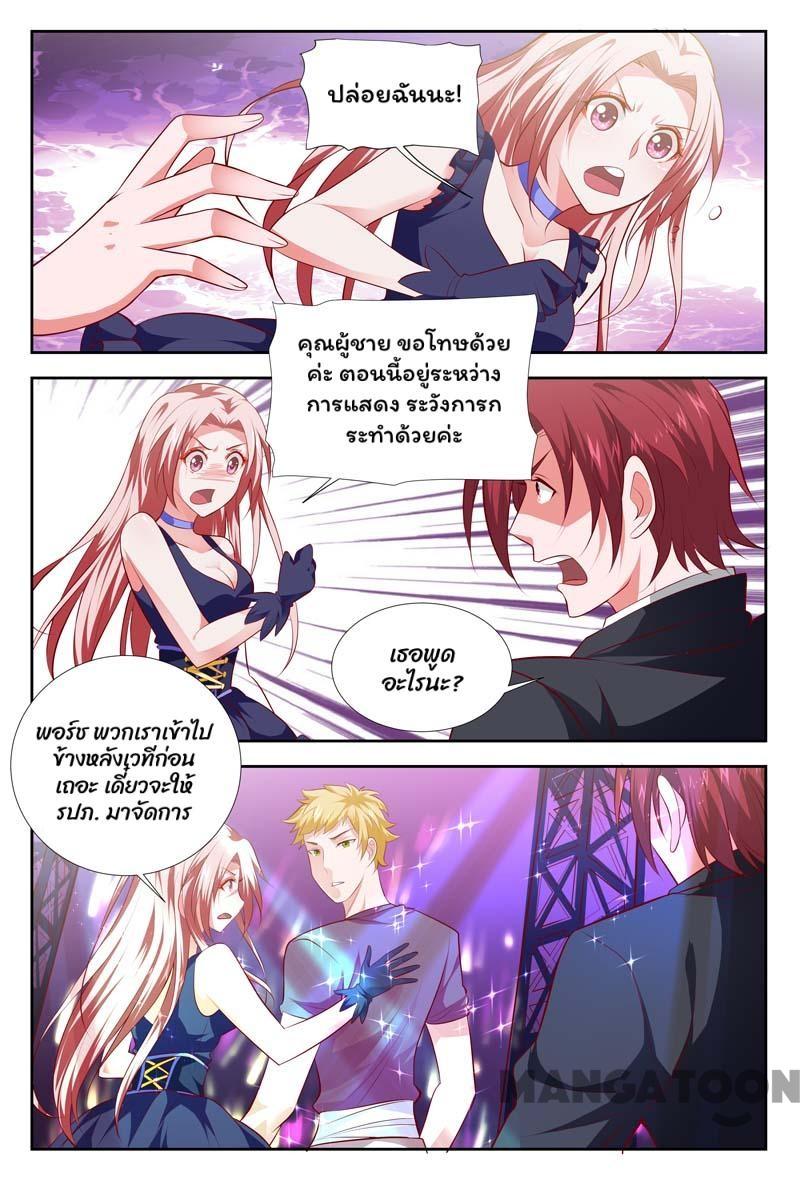 ปล่อยฉันนะ!
คุณผู้ชาย ขอโทษด้วย
ค่ะ ตอนนี้อยู่ระหว่าง
การแสดง ระวังการก
ระทำด้วยค่ะ
เธอพูด
อะไรนะ?
พอร์ช พวกเราเข้าไป
ข้างหลังเวทีก่อน
เถอะ เดี๋ยวจะให้
รปภ. มาจัดการ
MANGATOON